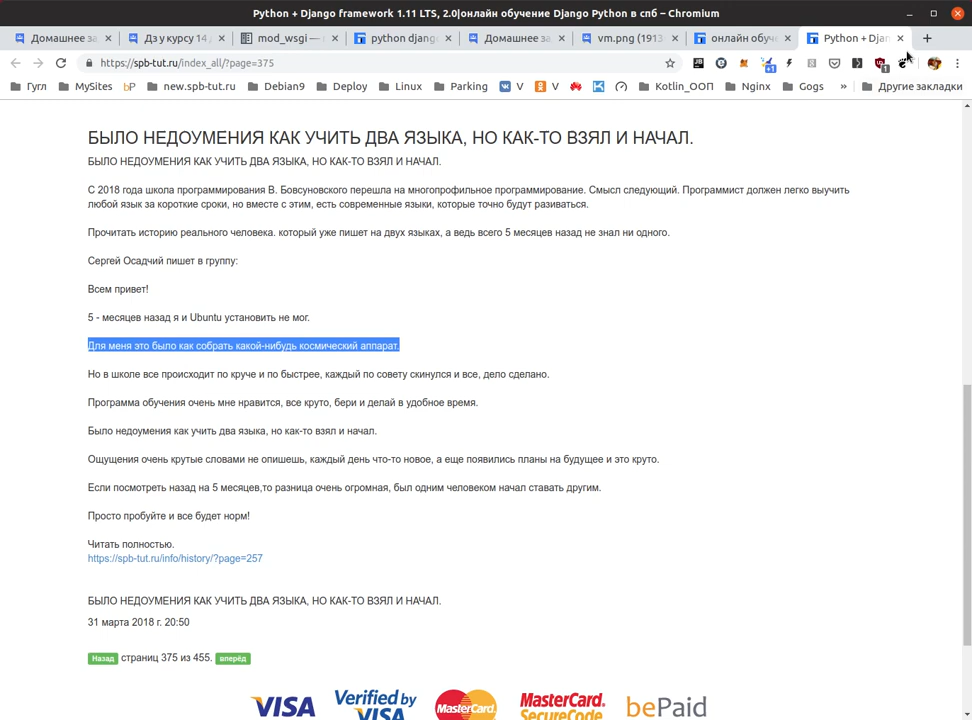 Python + Django framework 1.11 LTS, 2.0|онлайн обучение Django Python в спб – Chromium
Домашнее за
Дз у курсу 14
mod_wsgi —
python djang
Домашнее за
vm.png (1913
онлайн обуч
Python + Djan
https://spb-tut.ru/index_all/?page=375
Гугл
MySites
bP
new.spb-tut.ru
Debian9
Deploy
Linux
Parking
V
V
Kotlin_ООП
Nginx
Gogs
»
Другие закладки
БЫЛО НЕДОУМЕНИЯ КАК УЧИТЬ ДВА ЯЗЫКА, НО КАК-ТО ВЗЯЛ И НАЧАЛ.
БЫЛО НЕДОУМЕНИЯ КАК УЧИТЬ ДВА ЯЗЫКА, НО КАК-ТО ВЗЯЛ И НАЧАЛ.
С 2018 года школа программирования В. Бовсуновского перешла на многопрофильное программирование. Смысл следующий. Программист должен легко выучить
любой язык за короткие сроки, но вместе с этим, есть современные языки, которые точно будут разиваться.
Прочитать историю реального человека. который уже пишет на двух языках, а ведь всего 5 месяцев назад не знал ни одного.
Сергей Осадчий пишет в группу:
Всем привет!
5 - месяцев назад я и Ubuntu установить не мог.
Для меня это было как собрать какой-нибудь космический аппарат.
Но в школе все происходит по круче и по быстрее, каждый по совету скинулся и все, дело сделано.
Программа обучения очень мне нравится, все круто, бери и делай в удобное время.
Было недоумения как учить два языка, но как-то взял и начал.
Ощущения очень крутые словами не опишешь, каждый день что-то новое, а еще появились планы на будущее и это круто.
Если посмотреть назад на 5 месяцев,то разница очень огромная, был одним человеком начал ставать другим.
Просто пробуйте и все будет норм!
Читать полностью.
https://spb-tut.ru/info/history/?page=257
БЫЛО НЕДОУМЕНИЯ КАК УЧИТЬ ДВА ЯЗЫКА, НО КАК-ТО ВЗЯЛ И НАЧАЛ.
31 марта 2018 г. 20:50
Назад страниц 375 из 455. вперёд
VISA
Verified by VISA
MasterCard
MasterCard. SecureCode
bePaid